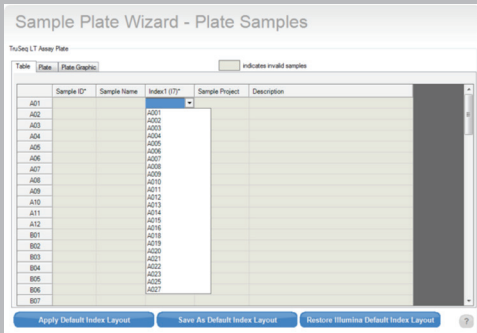 Sample Plate Wizard - Plate Samples
TruSeq LT Assay Plate
Table Plate Plate Graphic indicates invalid samples
Sample ID* Sample Name Index1 (I7)* Sample Project Description
A01
A02 A001
A03 A002
A04 A003
A05 A004
A06 A005
A07 A006
A08 A007
A09 A008
A10 A009
A11 A010
A12 A011
B01 A012
B02 A013
B03 A014
B04 A015
B05 A016
B06 A018
B07 A019
A020
A021
A022
A023
A025
A027
Apply Default Index Layout Save As Default Index Layout Restore Illumina Default Index Layout ?